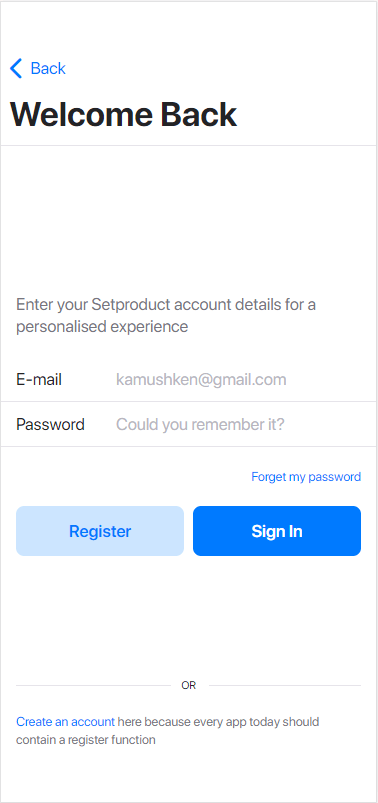 Back
Welcome Back
Enter your Setproduct account details for a
personalised experience
E-mail kamushken@gmail.com
Password Could you remember it?
Forget my password
Register Sign In
OR
Create an account here because every app today should
contain a register function